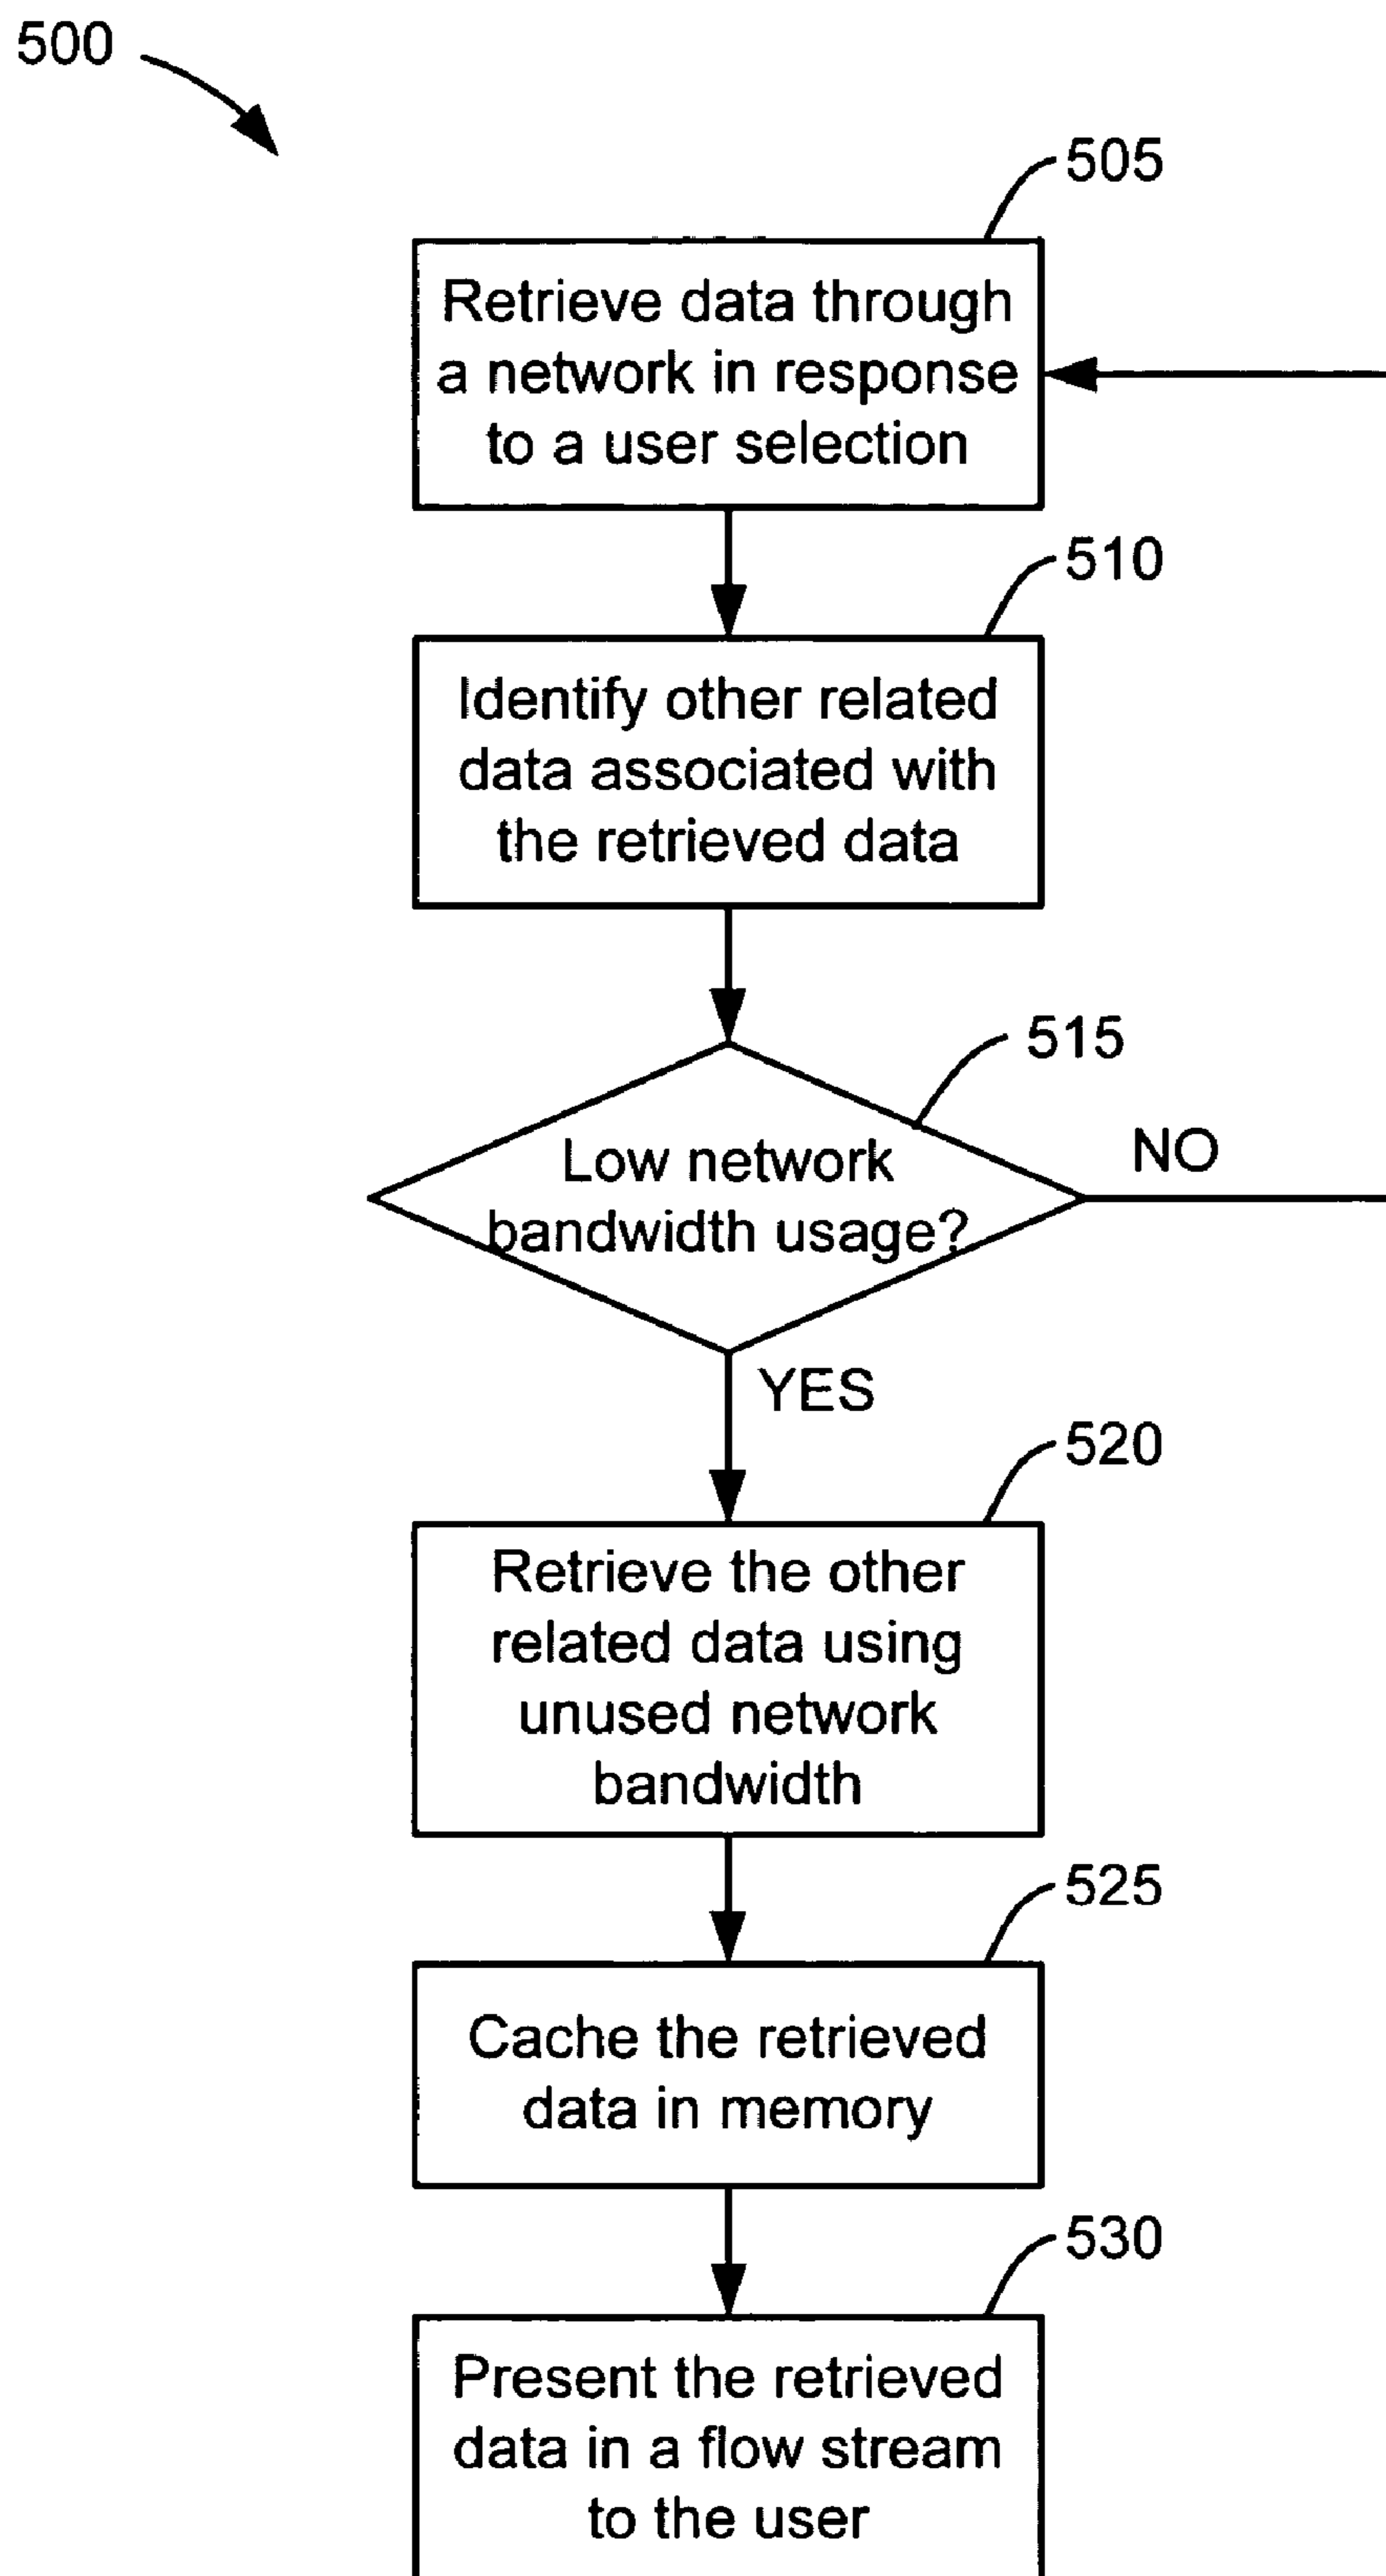 500
505
Retrieve data through
a network in response
to a user selection
510
Identify other related
data associated with
the retrieved data
515
Low network
bandwidth usage?
NO
YES
520
Retrieve the other
related data using
unused network
bandwidth
525
Cache the retrieved
data in memory
530
Present the retrieved
data in a flow stream
to the user